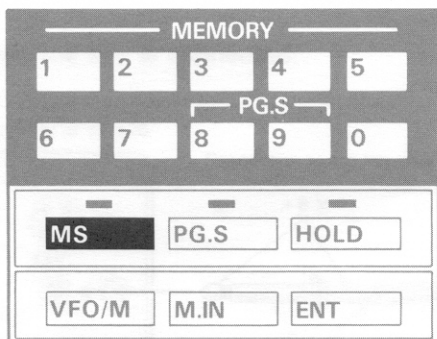 MEMORY
1 2 3 4 5
PG.S
6 7 8 9 0
MS PG.S HOLD
VFO/M M.IN ENT